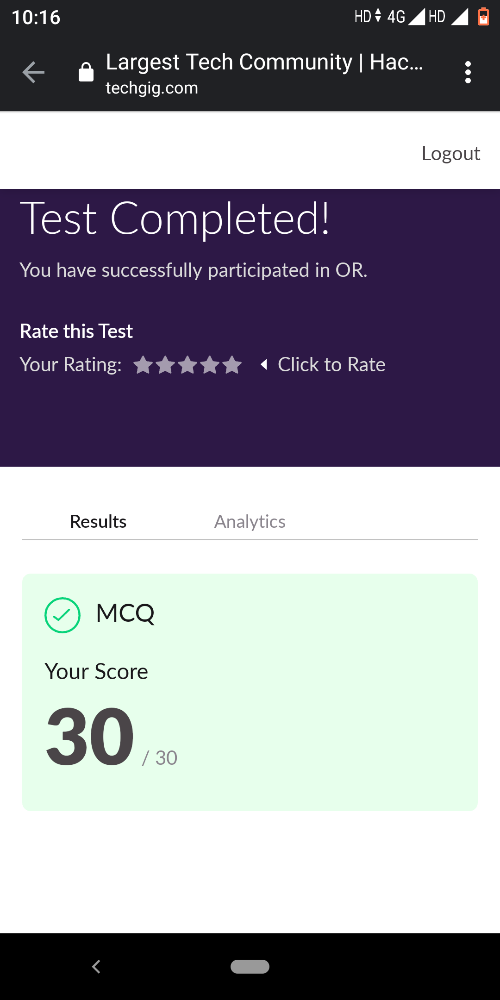 10:16
HD 4G HD
Largest Tech Community | Hac...
techgig.com
Logout
Test Completed!
You have successfully participated in OR.
Rate this Test
Your Rating: Click to Rate
Results Analytics
MCQ
Your Score
30 / 30